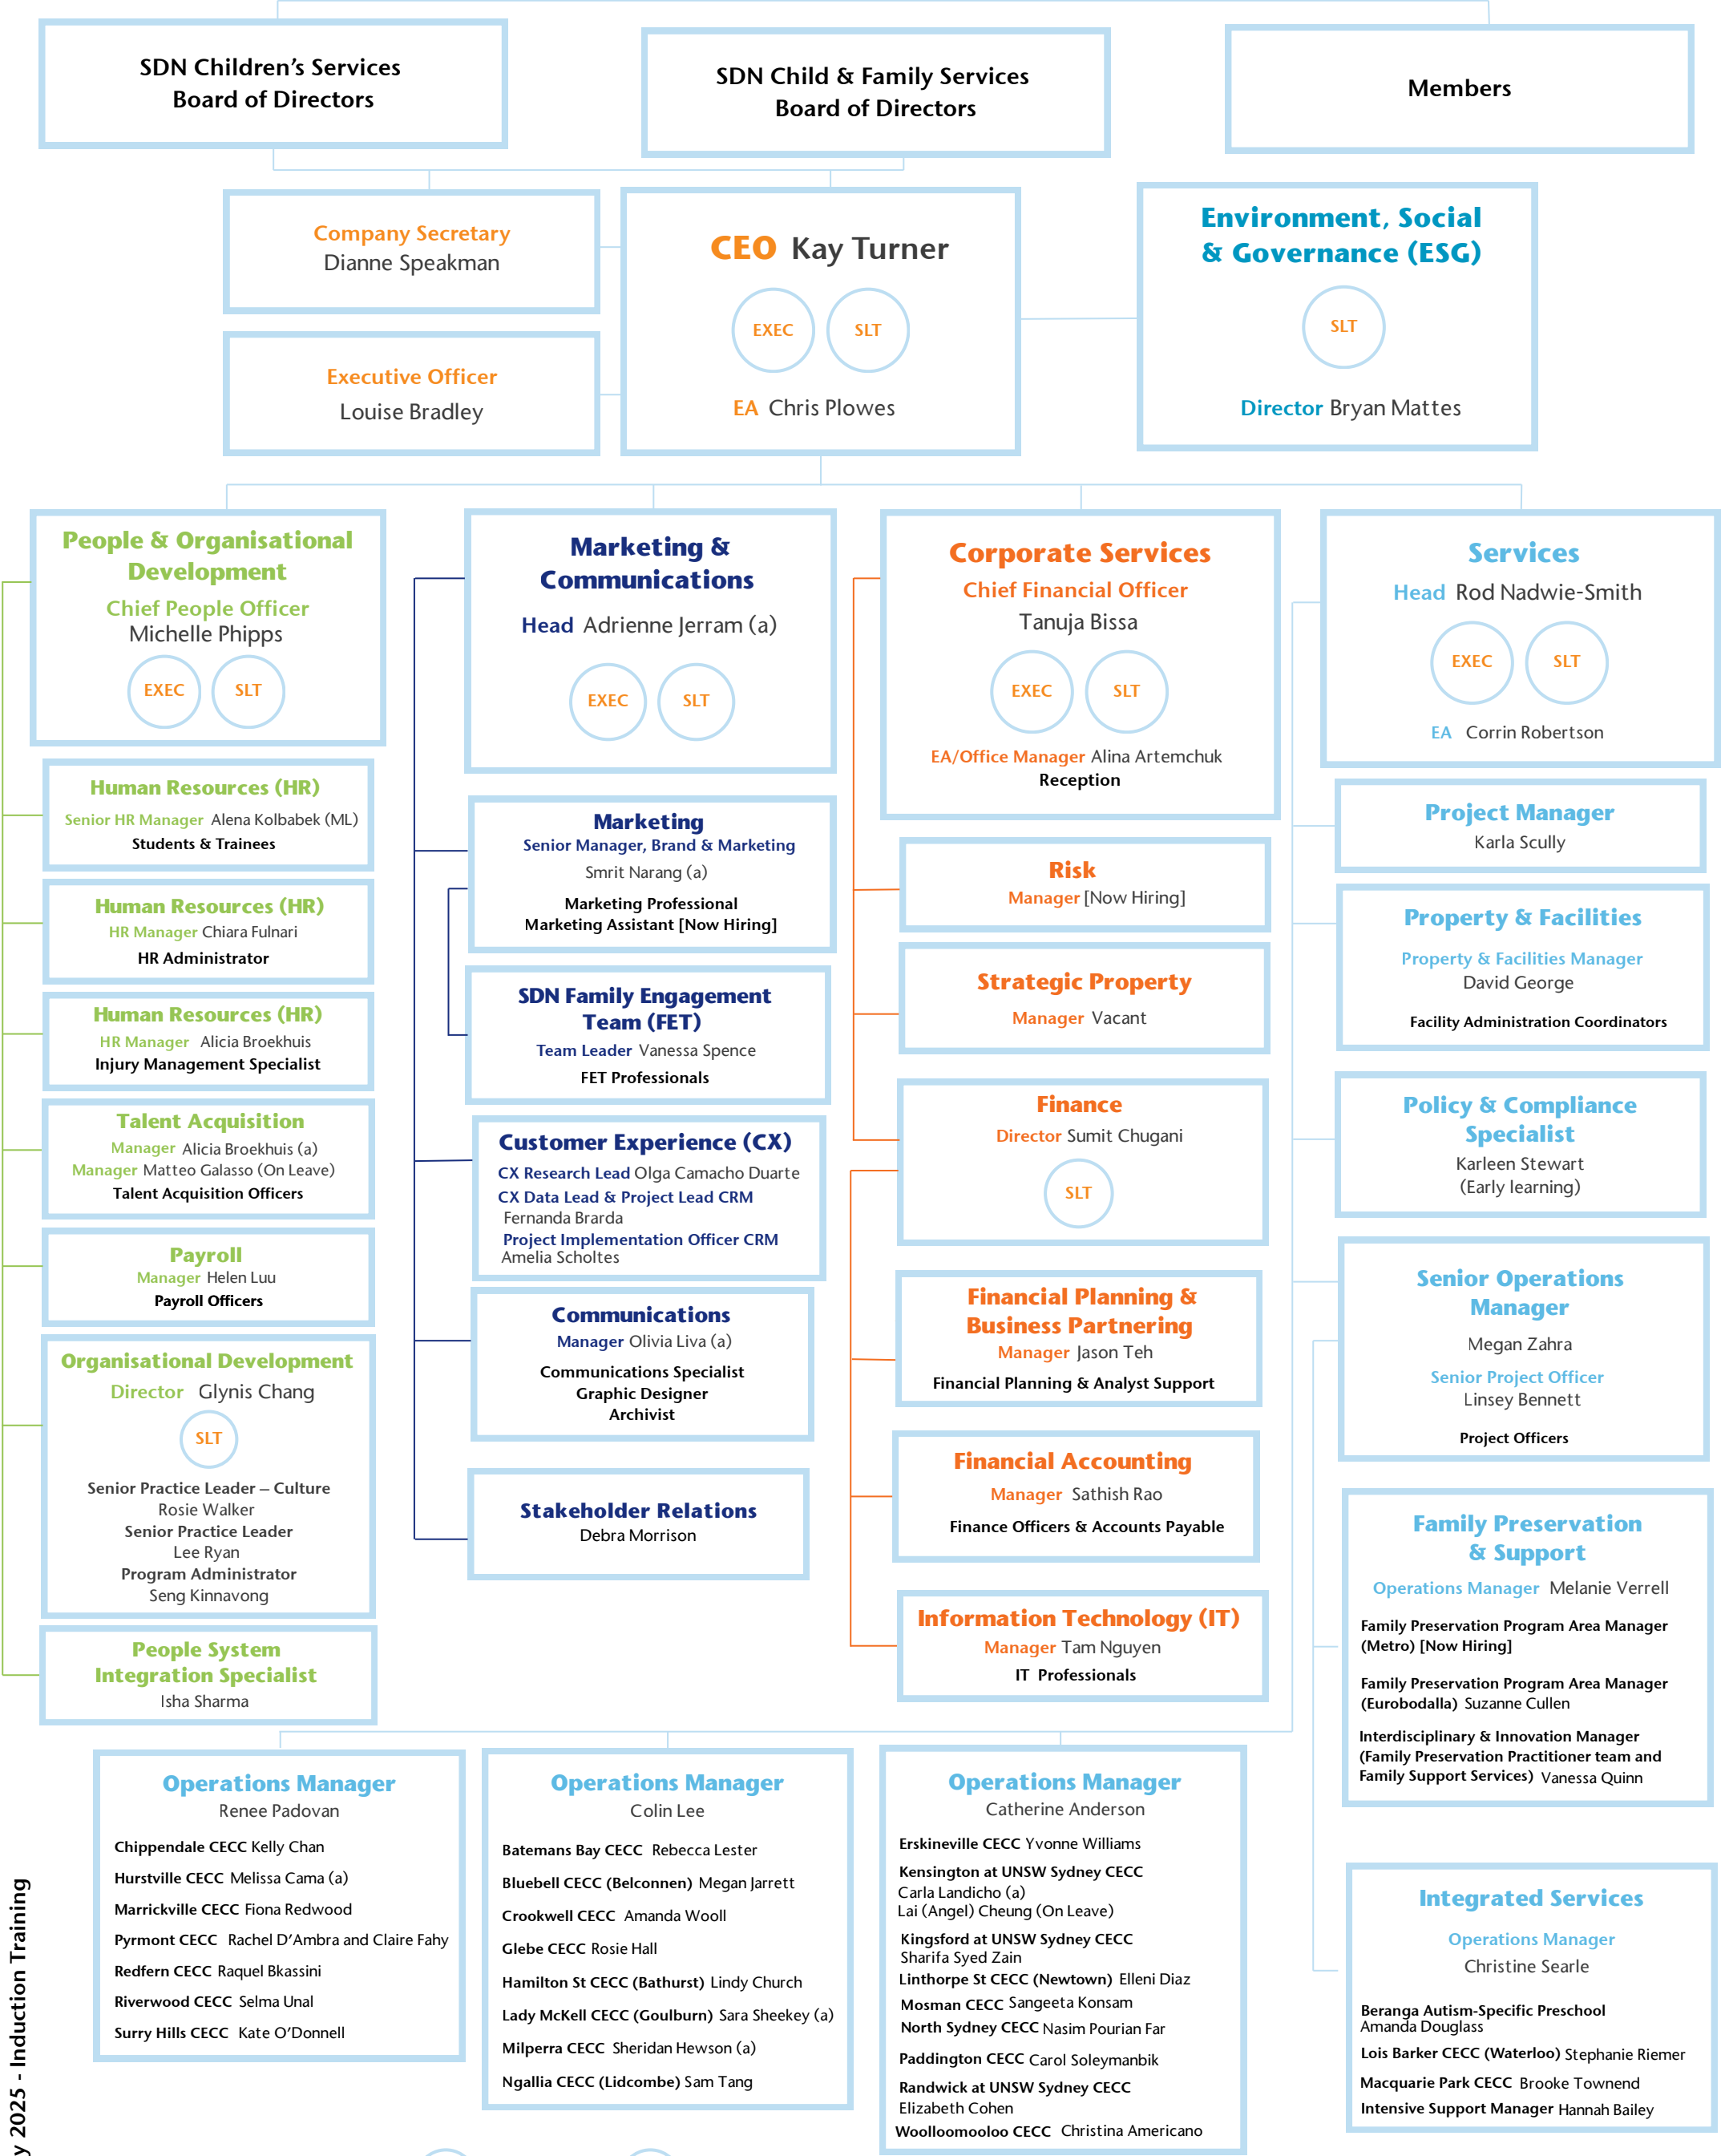 SDN Children's Services
Board of Directors
SDN Child & Family Services
Board of Directors
Members
Company Secretary
Dianne Speakman
Executive Officer
Louise Bradley
CEO Kay Turner
EXEC SLT
EA Chris Plowes
Environment, Social
& Governance (ESG)
SLT
Director Bryan Mattes
People & Organisational
Development
Chief People Officer
Michelle Phipps
EXEC SLT
Human Resources (HR)
Senior HR Manager Alena Kolbabek (ML)
Students & Trainees
Human Resources (HR)
HR Manager Chiara Fulnari
HR Administrator
Human Resources (HR)
HR Manager Alicia Broekhuis
Injury Management Specialist
Talent Acquisition
Manager Alicia Broekhuis (a)
Manager Matteo Galasso (On Leave)
Talent Acquisition Officers
Payroll
Manager Helen Luu
Payroll Officers
Organisational Development
Director Glynis Chang
SLT
Senior Practice Leader – Culture
Rosie Walker
Senior Practice Leader
Lee Ryan
Program Administrator
Seng Kinnavong
People System
Integration Specialist
Isha Sharma
Marketing &
Communications
Head Adrienne Jerram (a)
EXEC SLT
Marketing
Senior Manager, Brand & Marketing
Smrit Narang (a)
Marketing Professional
Marketing Assistant [Now Hiring]
SDN Family Engagement
Team (FET)
Team Leader Vanessa Spence
FET Professionals
Customer Experience (CX)
CX Research Lead Olga Camacho Duarte
CX Data Lead & Project Lead CRM
Fernanda Brarda
Project Implementation Officer CRM
Amelia Scholtes
Communications
Manager Olivia Liva (a)
Communications Specialist
Graphic Designer
Archivist
Stakeholder Relations
Debra Morrison
Corporate Services
Chief Financial Officer
Tanuja Bissa
EXEC SLT
EA/Office Manager Alina Artemchuk
Reception
Risk
Manager [Now Hiring]
Strategic Property
Manager Vacant
Finance
Director Sumit Chugani
SLT
Financial Planning &
Business Partnering
Manager Jason Teh
Financial Planning & Analyst Support
Financial Accounting
Manager Sathish Rao
Finance Officers & Accounts Payable
Information Technology (IT)
Manager Tam Nguyen
IT Professionals
Services
Head Rod Nadwie-Smith
EXEC SLT
EA Corrin Robertson
Project Manager
Karla Scully
Property & Facilities
Property & Facilities Manager
David George
Facility Administration Coordinators
Policy & Compliance
Specialist
Karleen Stewart
(Early learning)
Senior Operations
Manager
Megan Zahra
Senior Project Officer
Linsey Bennett
Project Officers
Family Preservation
& Support
Operations Manager Melanie Verrell
Family Preservation Program Area Manager
(Metro) [Now Hiring]
Family Preservation Program Area Manager
(Eurobodalla) Suzanne Cullen
Interdisciplinary & Innovation Manager
(Family Preservation Practitioner team and
Family Support Services) Vanessa Quinn
Integrated Services
Operations Manager
Christine Searle
Beranga Autism-Specific Preschool
Amanda Douglass
Lois Barker CECC (Waterloo) Stephanie Riemer
Macquarie Park CECC Brooke Townend
Intensive Support Manager Hannah Bailey
Operations Manager
Renee Padovan
Chippendale CECC Kelly Chan
Hurstville CECC Melissa Cama (a)
Marrickville CECC Fiona Redwood
Pyrmont CECC Rachel D'Ambra and Claire Fahy
Redfern CECC Raquel Bkassini
Riverwood CECC Selma Unal
Surry Hills CECC Kate O'Donnell
Operations Manager
Colin Lee
Batemans Bay CECC Rebecca Lester
Bluebell CECC (Belconnen) Megan Jarrett
Crookwell CECC Amanda Wooll
Glebe CECC Rosie Hall
Hamilton St CECC (Bathurst) Lindy Church
Lady McKell CECC (Goulburn) Sara Sheekey (a)
Milperra CECC Sheridan Hewson (a)
Ngallia CECC (Lidcombe) Sam Tang
Operations Manager
Catherine Anderson
Erskineville CECC Yvonne Williams
Kensington at UNSW Sydney CECC
Carla Landicho (a)
Lai (Angel) Cheung (On Leave)
Kingsford at UNSW Sydney CECC
Sharifa Syed Zain
Linthorpe St CECC (Newtown) Elleni Diaz
Mosman CECC Sangeeta Konsam
North Sydney CECC Nasim Pourian Far
Paddington CECC Carol Soleymanbik
Randwick at UNSW Sydney CECC
Elizabeth Cohen
Woolloomooloo CECC Christina Americano
2025 - Induction Training